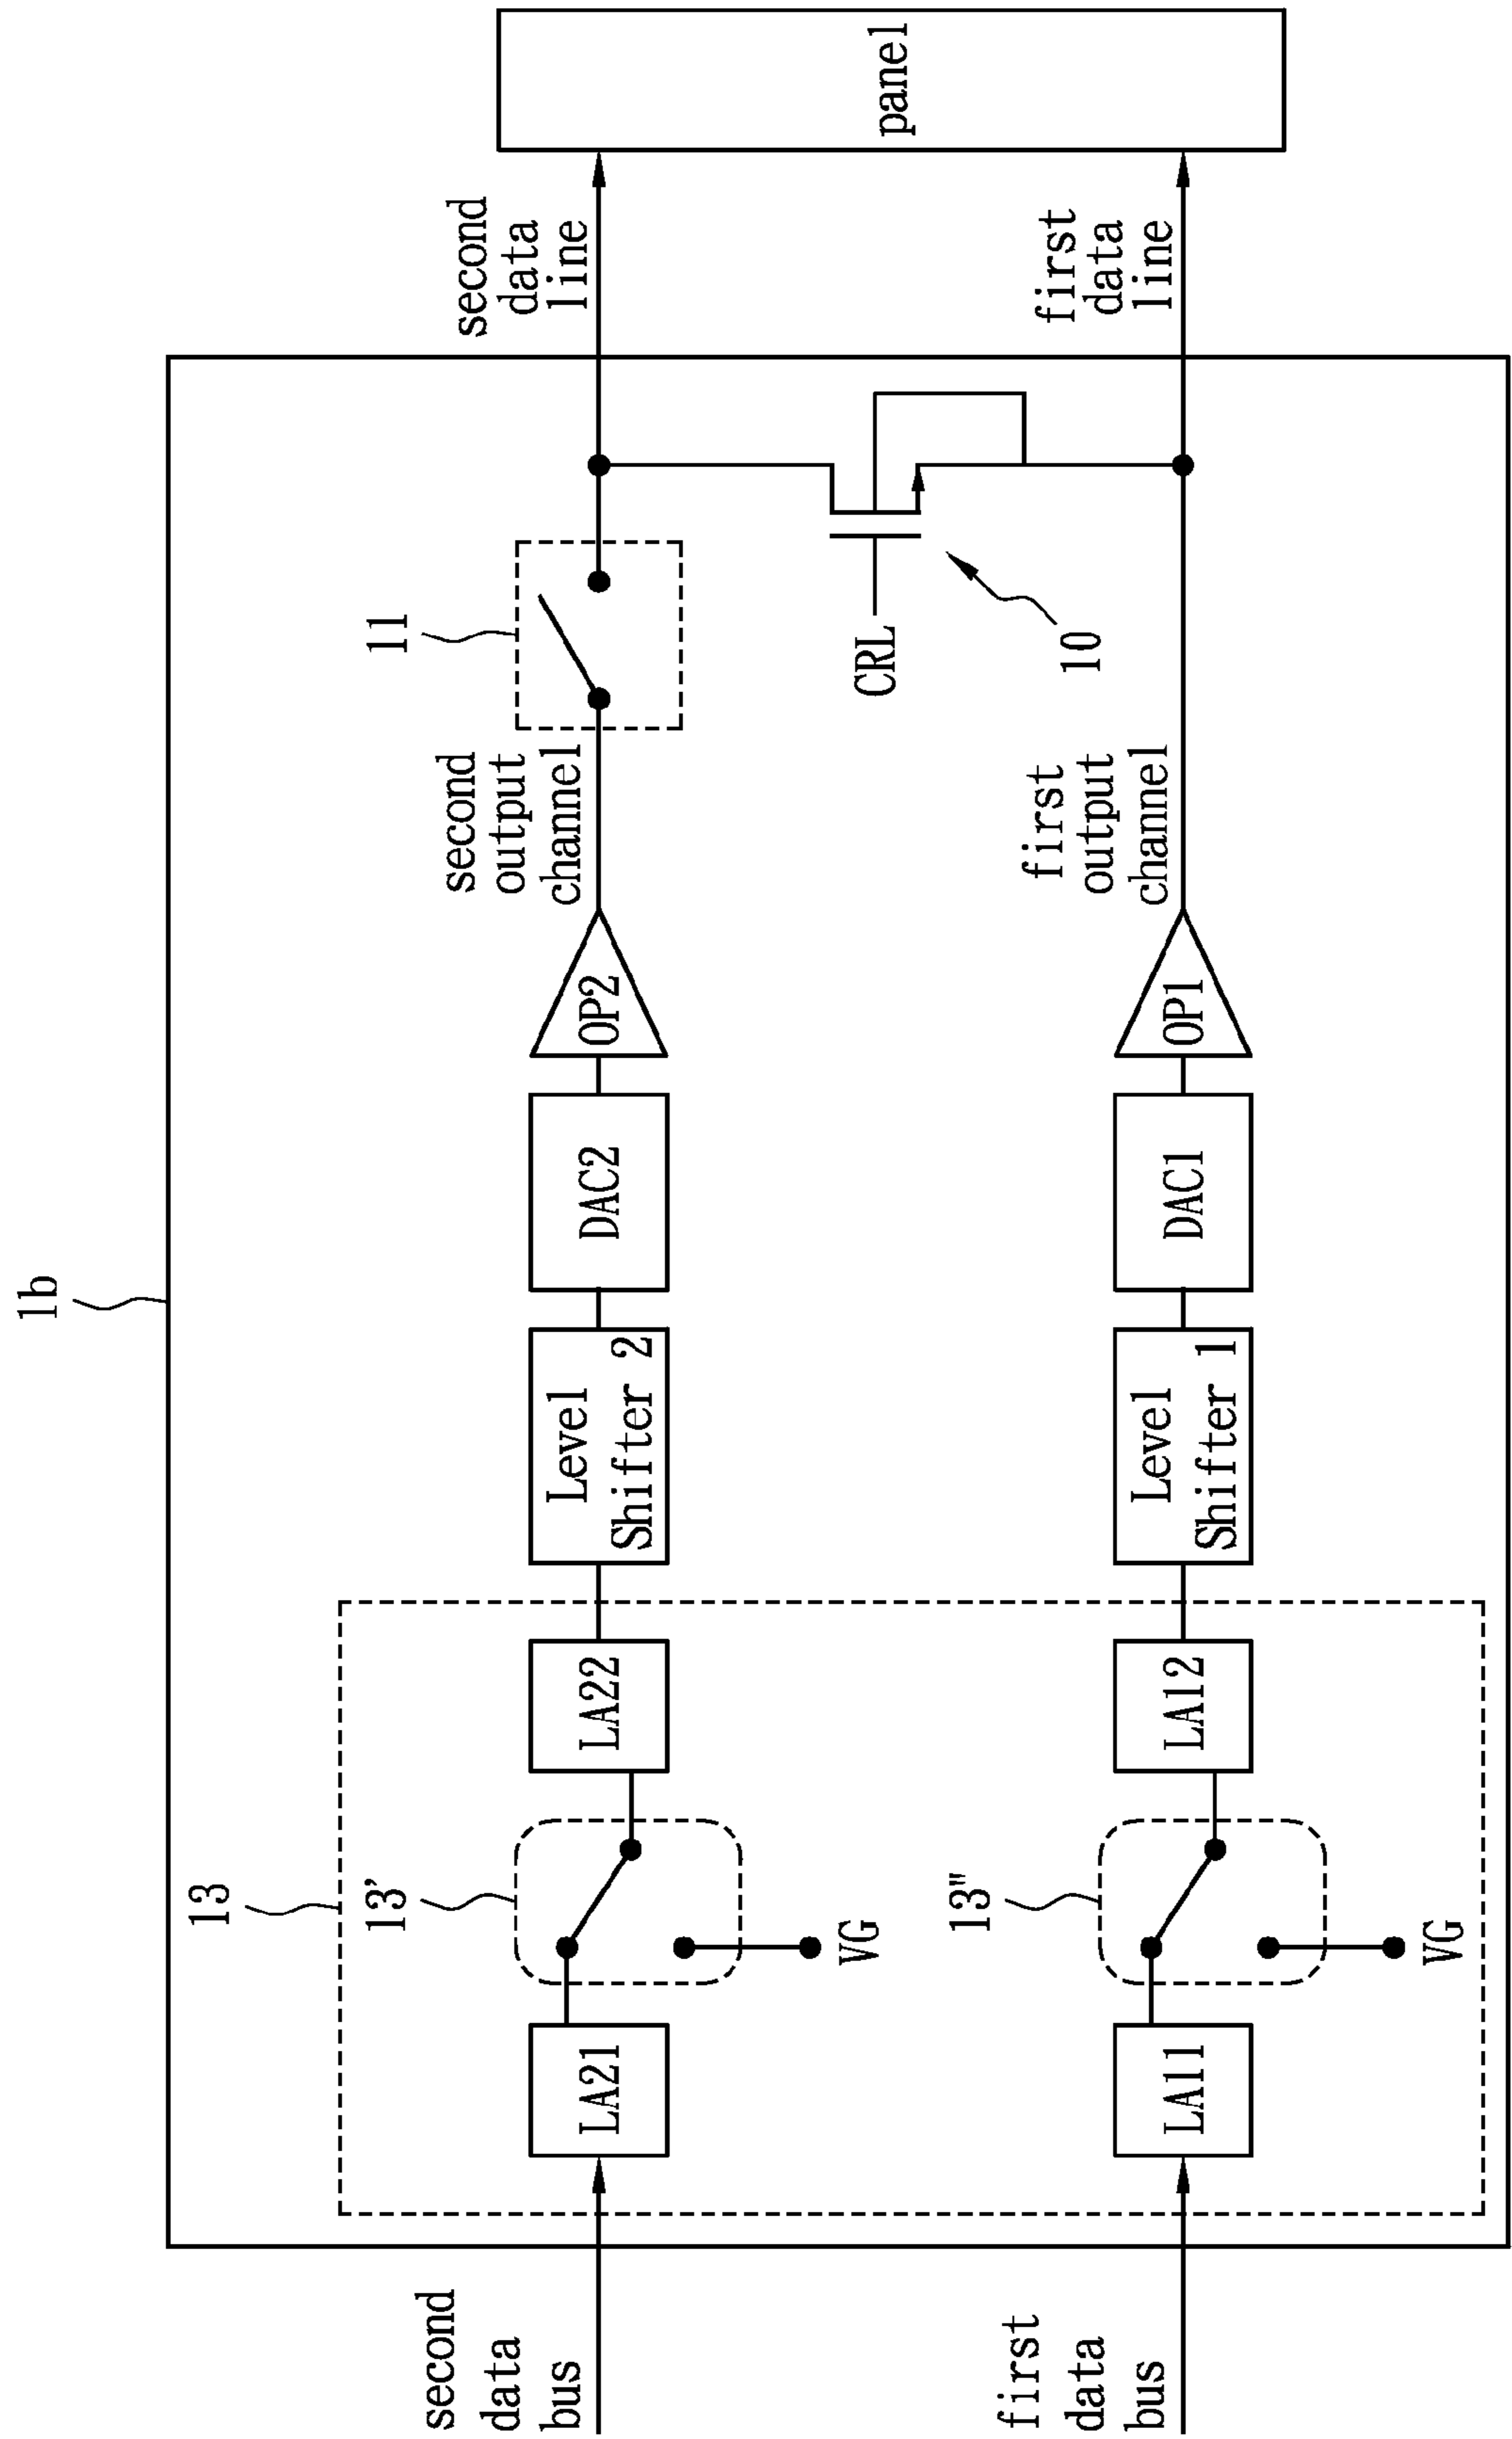 1b
13
second
data
bus
LA21
13'
VG
LA22
Level
Shifter 2
DAC2
OP2
second
output
channel
11
second
data
line
CRL
10
panel
first
data
bus
LA11
13"
VG
LA12
Level
Shifter 1
DAC1
OP1
first
output
channel
first
data
line